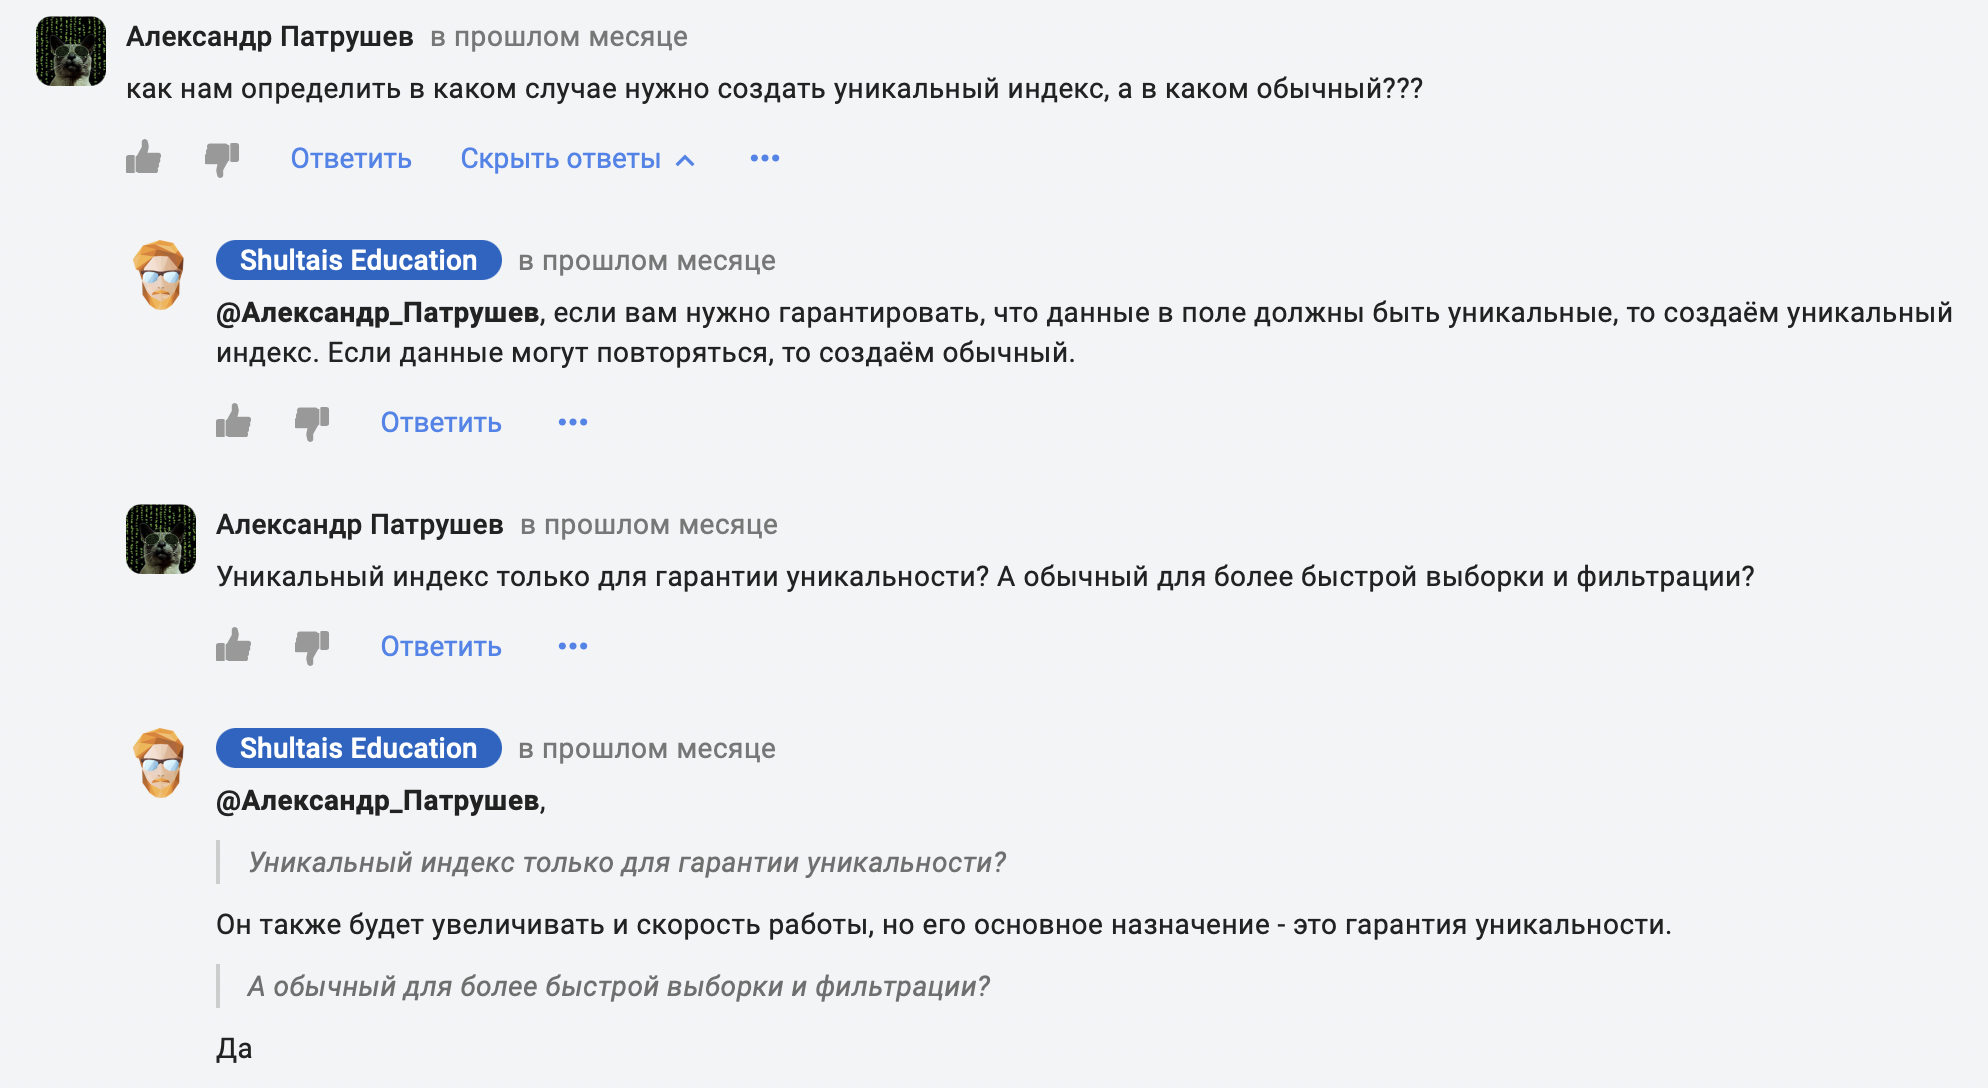 Александр Патрушев в прошлом месяце
как нам определить в каком случае нужно создать уникальный индекс, а в каком обычный???
Ответить Скрыть ответы
Shultais Education в прошлом месяце
@Александр_Патрушев, если вам нужно гарантировать, что данные в поле должны быть уникальные, то создаём уникальный
индекс. Если данные могут повторяться, то создаём обычный.
Ответить
Александр Патрушев в прошлом месяце
Уникальный индекс только для гарантии уникальности? А обычный для более быстрой выборки и фильтрации?
Ответить
Shultais Education в прошлом месяце
@Александр_Патрушев,
Уникальный индекс только для гарантии уникальности?
Он также будет увеличивать и скорость работы, но его основное назначение - это гарантия уникальности.
А обычный для более быстрой выборки и фильтрации?
Да